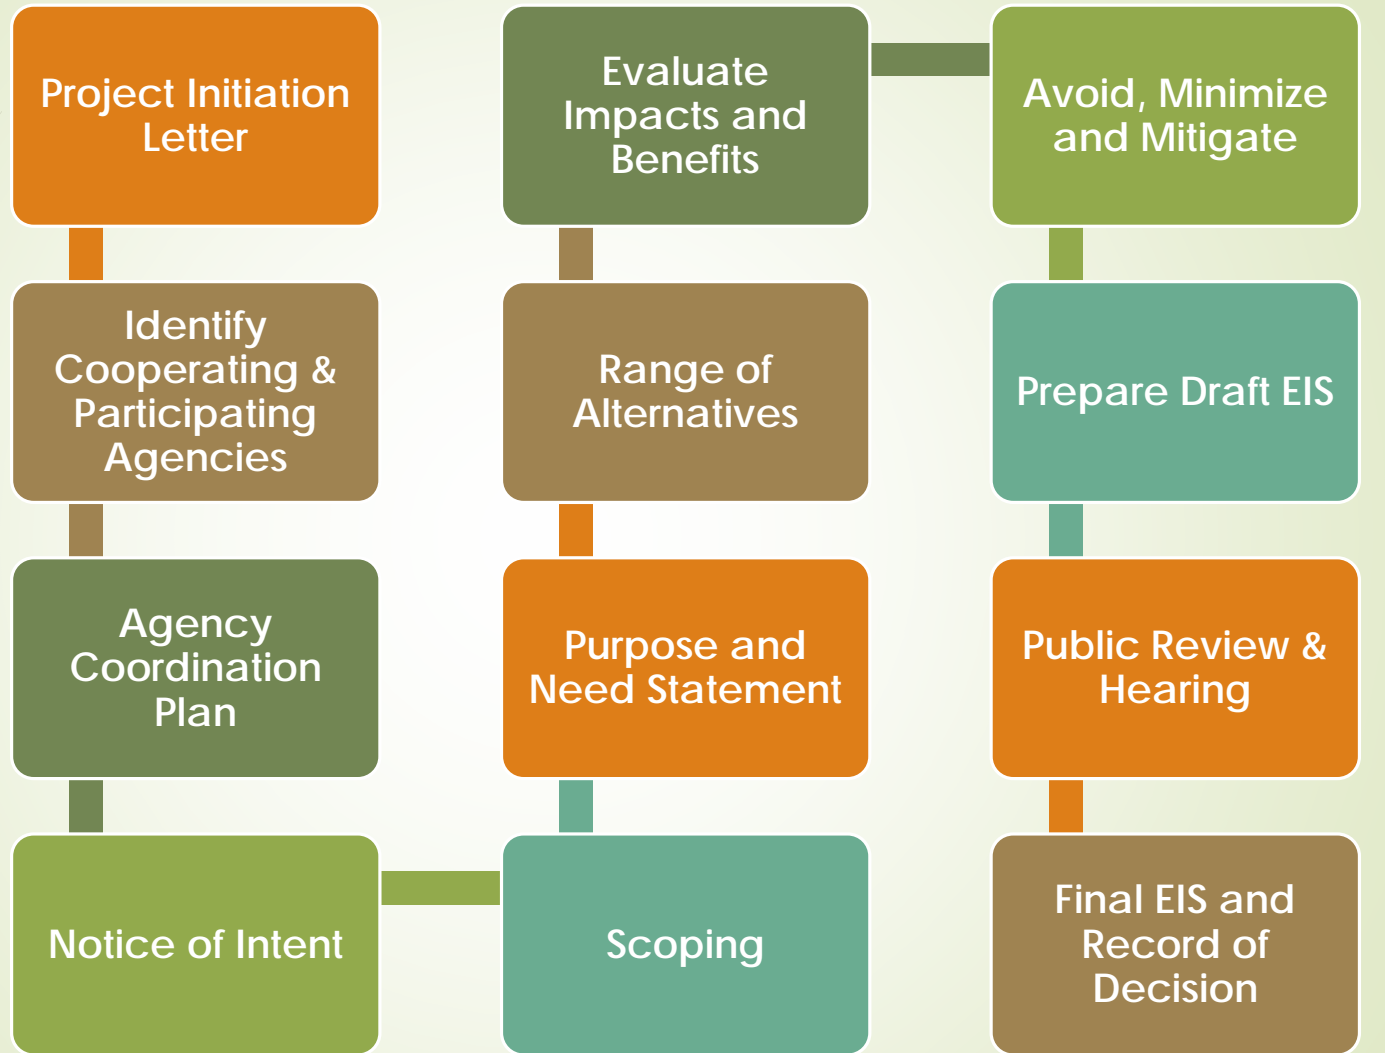 Project Initiation
Letter
Identify
Cooperating &
Participating
Agencies
Agency
Coordination
Plan
Notice of Intent
Scoping
Purpose and
Need Statement
Range of
Alternatives
Evaluate
Impacts and
Benefits
Avoid, Minimize
and Mitigate
Prepare Draft EIS
Public Review &
Hearing
Final EIS and
Record of
Decision